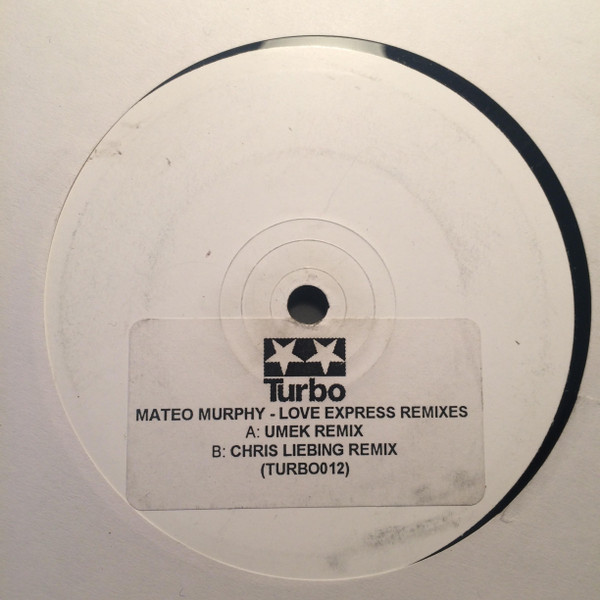 Turbo
MATEO MURPHY - LOVE EXPRESS REMIXES
A: UMEK REMIX
B: CHRIS LIEBING REMIX
(TURBO012)